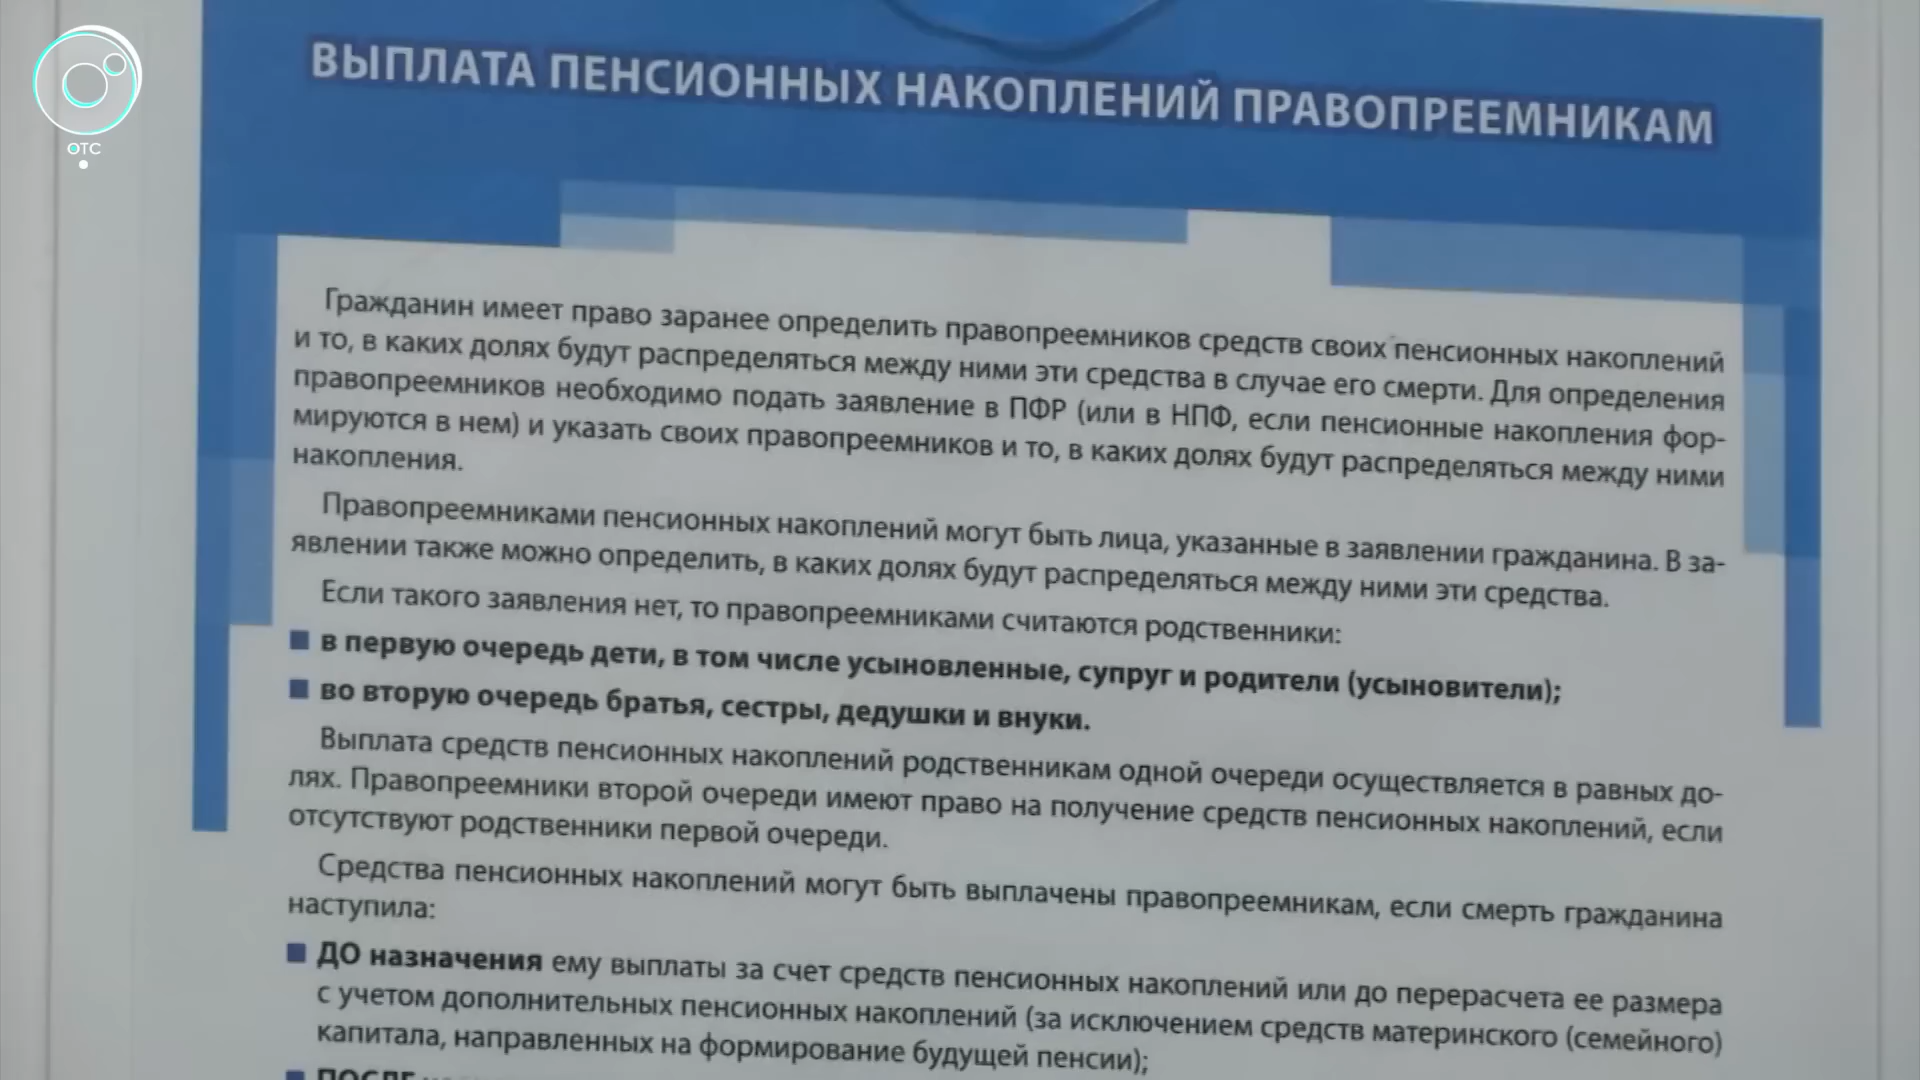 ОТС
ВЫПЛАТА ПЕНСИОННЫХ НАКОПЛЕНИЙ ПРАВОПРЕЕМНИКАМ
Гражданин имеет право заранее определить правопреемников средств своих пенсионных накоплений
и то, в каких долях будут распределяться между ними эти средства в случае его смерти. Для определения
правопреемников необходимо подать заявление в ПФР (или в НПФ, если пенсионные накопления фор-
мируются в нем) и указать своих правопреемников и то, в каких долях будут распределяться между ними
накопления.
Правопреемниками пенсионных накоплений могут быть лица, указанные в заявлении гражданина. В за-
явлении также можно определить, в каких долях будут распределяться между ними эти средства.
Если такого заявления нет, то правопреемниками считаются родственники:
в первую очередь дети, в том числе усыновленные, супруг и родители (усыновители);
во вторую очередь братья, сестры, дедушки и внуки.
Выплата средств пенсионных накоплений родственникам одной очереди осуществляется в равных до-
лях. Правопреемники второй очереди имеют право на получение средств пенсионных накоплений, если
отсутствуют родственники первой очереди.
Средства пенсионных накоплений могут быть выплачены правопреемникам, если смерть гражданина
наступила:
ДО назначения ему выплаты за счет средств пенсионных накоплений или до перерасчета ее размера
с учетом дополнительных пенсионных накоплений (за исключением средств материнского (семейного)
капитала, направленных на формирование будущей пенсии);
ПОСЛЕ